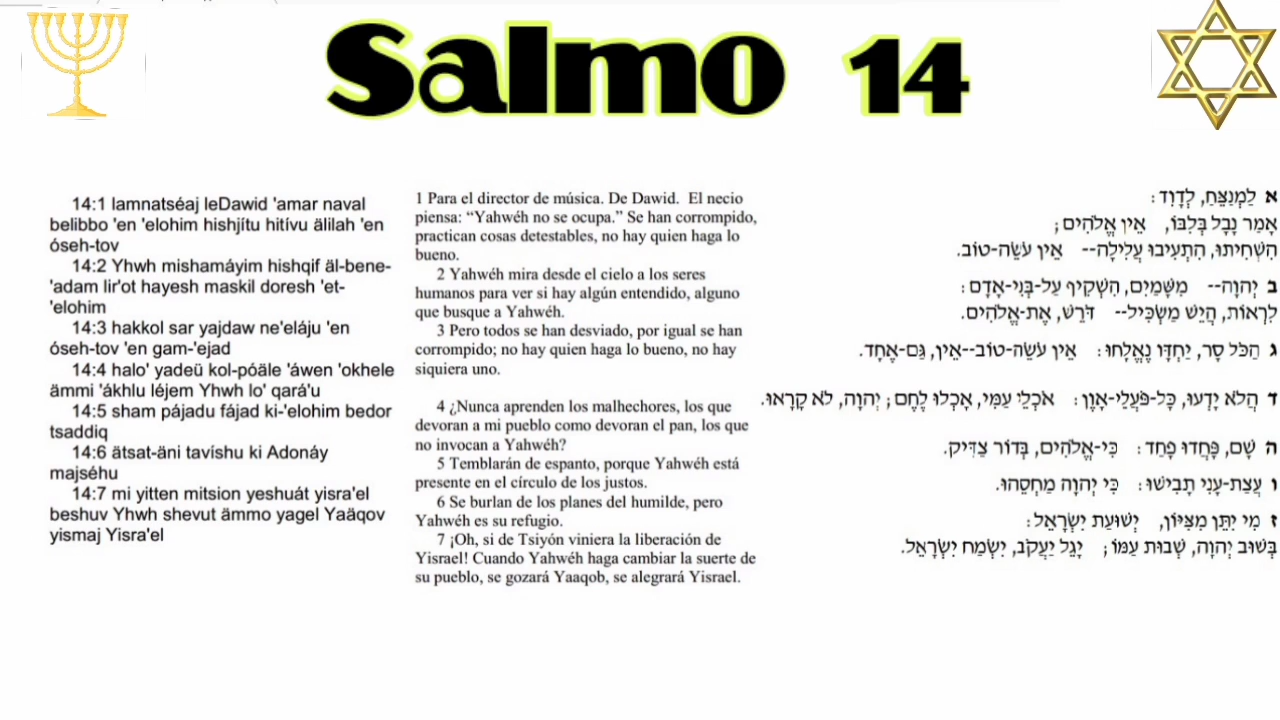 Salmo 14
14:1 lamnatséaj leDawid 'amar naval
belibbo 'en 'elohim hishjítu hitívu älilah 'en
óseh-tov
14:2 Yhwh mishamáyim hishqif äl-bene-
'adam lir'ot hayesh maskil doresh 'et-
'elohim
14:3 hakkol sar yajdaw ne'eláju 'en
óseh-tov 'en gam-'ejad
14:4 halo' yadeü kol-póäle 'áwen 'okhele
ämmi 'ákhlu léjem Yhwh lo' qará'u
14:5 sham pájadu fájad ki-'elohim bedor
tsaddiq
14:6 ätsat-äni tavíshu ki Adonáy
majséhu
14:7 mi yitten mitsion yeshuát yisra'el
beshuv Yhwh shevut ämmo yagel Yaäqov
yismaj Yisra'el
1 Para el director de música. De Dawid. El necio
piensa: “Yahwéh no se ocupa.” Se han corrompido,
practican cosas detestables, no hay quien haga lo
bueno.
2 Yahwéh mira desde el cielo a los seres
humanos para ver si hay algún entendido, alguno
que busque a Yahwéh.
3 Pero todos se han desviado, por igual se han
corrompido; no hay quien haga lo bueno, no hay
siquiera uno.
4 ¿Nunca aprenden los malhechores, los que
devoran a mi pueblo como devoran el pan, los que
no invocan a Yahwéh?
5 Temblarán de espanto, porque Yahwéh está
presente en el círculo de los justos.
6 Se burlan de los planes del humilde, pero
Yahwéh es su refugio.
7 ¡Oh, si de Tsiyón viniera la liberación de
Yisrael! Cuando Yahwéh haga cambiar la suerte de
su pueblo, se gozará Yaaqob, se alegrará Yisrael.
א לַמְנַצֵּחַ, לְדָוִד:
אָמַר נָבָל בְּלִבּוֹ, אֵין אֱלֹהִים;
הִשְׁחִיתוּ, הִתְעִיבוּ עֲלִילָה-- אֵין עֹשֵׂה-טוֹב.
ב יְהוָה-- מִשָּׁמַיִם, הִשְׁקִיף עַל-בְּנֵי-אָדָם:
לִרְאוֹת, הֲיֵשׁ מַשְׂכִּיל-- דֹּרֵשׁ, אֶת-אֱלֹהִים.
ג הַכֹּל סָר, יַחְדָּו נֶאֱלָחוּ: אֵין עֹשֵׂה-טוֹב--אֵין, גַּם-אֶחָד.
ד הֲלֹא יָדְעוּ, כָּל-פֹּעֲלֵי-אָוֶן: אֹכְלֵי עַמִּי, אָכְלוּ לֶחֶם; יְהוָה, לֹא קָרָאוּ.
ה שָׁם, פָּחֲדוּ פָחַד: כִּי-אֱלֹהִים, בְּדוֹר צַדִּיק.
ו עֲצַת-עָנִי תָבִישׁוּ: כִּי יְהוָה מַחְסֵהוּ.
ז מִי יִתֵּן מִצִּיּוֹן, יְשׁוּעַת יִשְׂרָאֵל:
בְּשׁוּב יְהוָה, שְׁבוּת עַמּוֹ; יָגֵל יַעֲקֹב, יִשְׂמַח יִשְׂרָאֵל.